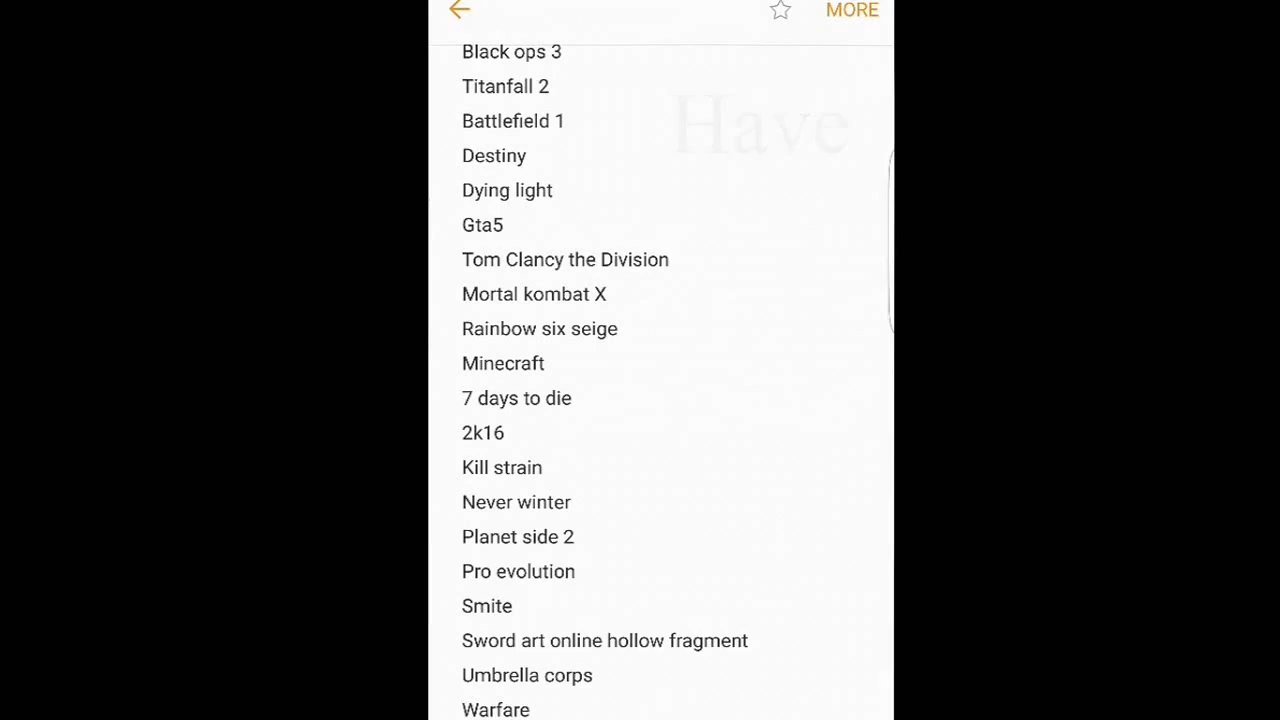 MORE
Black ops 3
Titanfall 2
Have
Battlefield 1
Destiny
Dying light
Gta5
Tom Clancy the Division
Mortal kombat X
Rainbow six seige
Minecraft
7 days to die
2k16
Kill strain
Never winter
Planet side 2
Pro evolution
Smite
Sword art online hollow fragment
Umbrella corps
Warfare